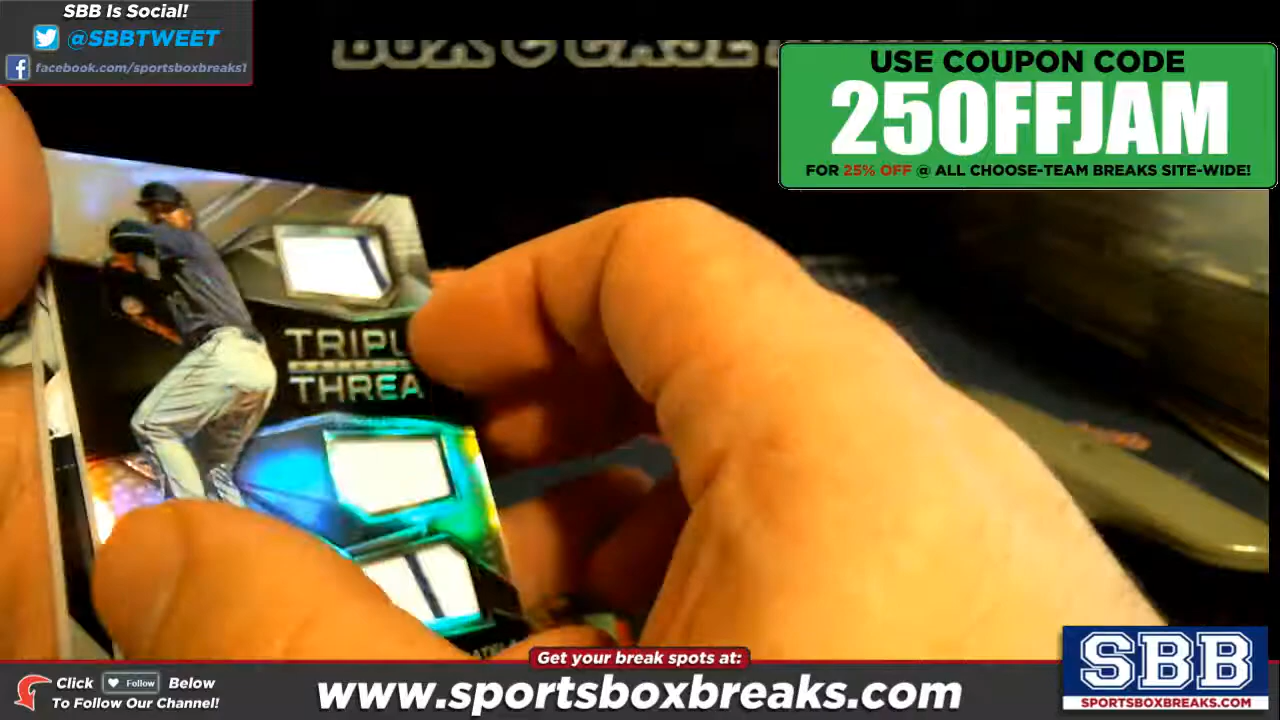 SBB Is Social!
@SBBTWEET
facebook.com/sportsboxbreaks1
USE COUPON CODE
25OFFJAM
FOR 25% OFF @ ALL CHOOSE-TEAM BREAKS SITE-WIDE!
BOX & CASE
TRIPL
THREA
Get your break spots at:
Click Follow Below
To Follow Our Channel!
www.sportsboxbreaks.com
SBB
SPORTSBOXBREAKS.COM